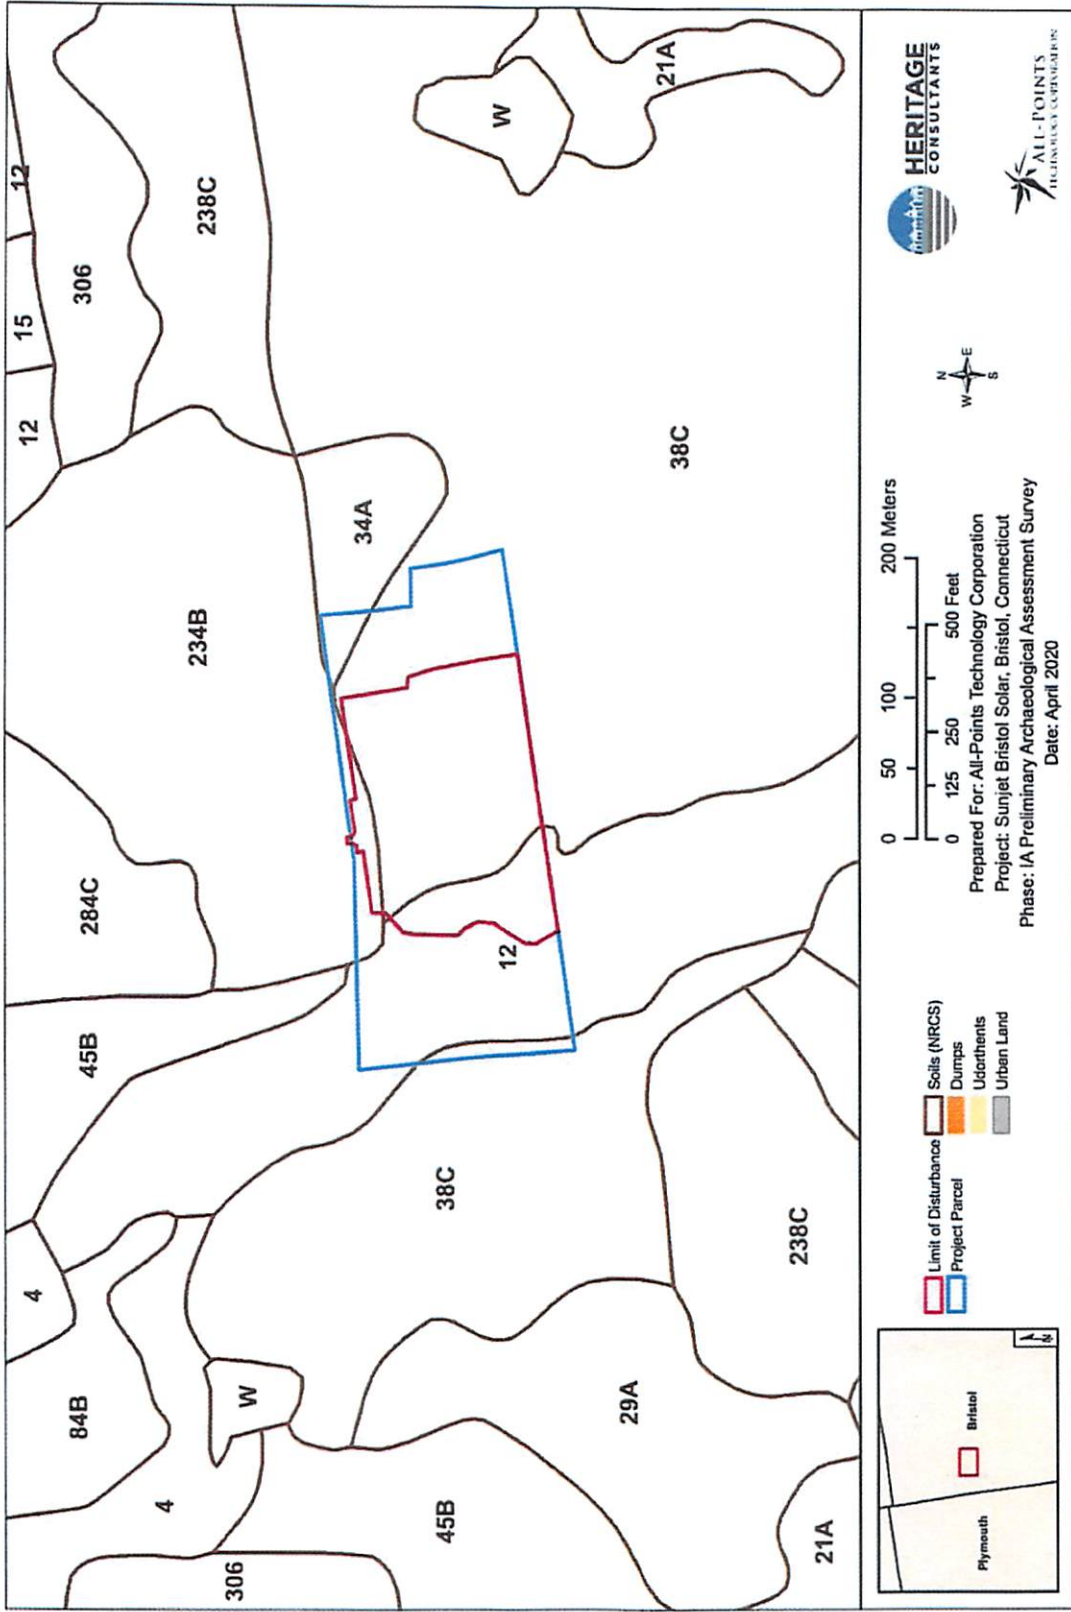 12
15
12
306
238C
284C
234B
45B
4
84B
4
W
306
45B
38C
29A
21A
238C
12
34A
38C
W
21A
Plymouth
Bristol
N
Limit of Disturbance
Project Parcel
Soils (NRCS)
Dumps
Udorthents
Urben Land
0 50 100 200 Meters
0 125 250 500 Feet
Prepared For: All-Points Technology Corporation
Project: Sunjet Bristol Solar, Bristol, Connecticut
Phase: IA Preliminary Archaeological Assessment Survey
Date: April 2020
N
W E
S
HERITAGE
CONSULTANTS
ALL-POINTS
TECHNOLOGY CORPORATION